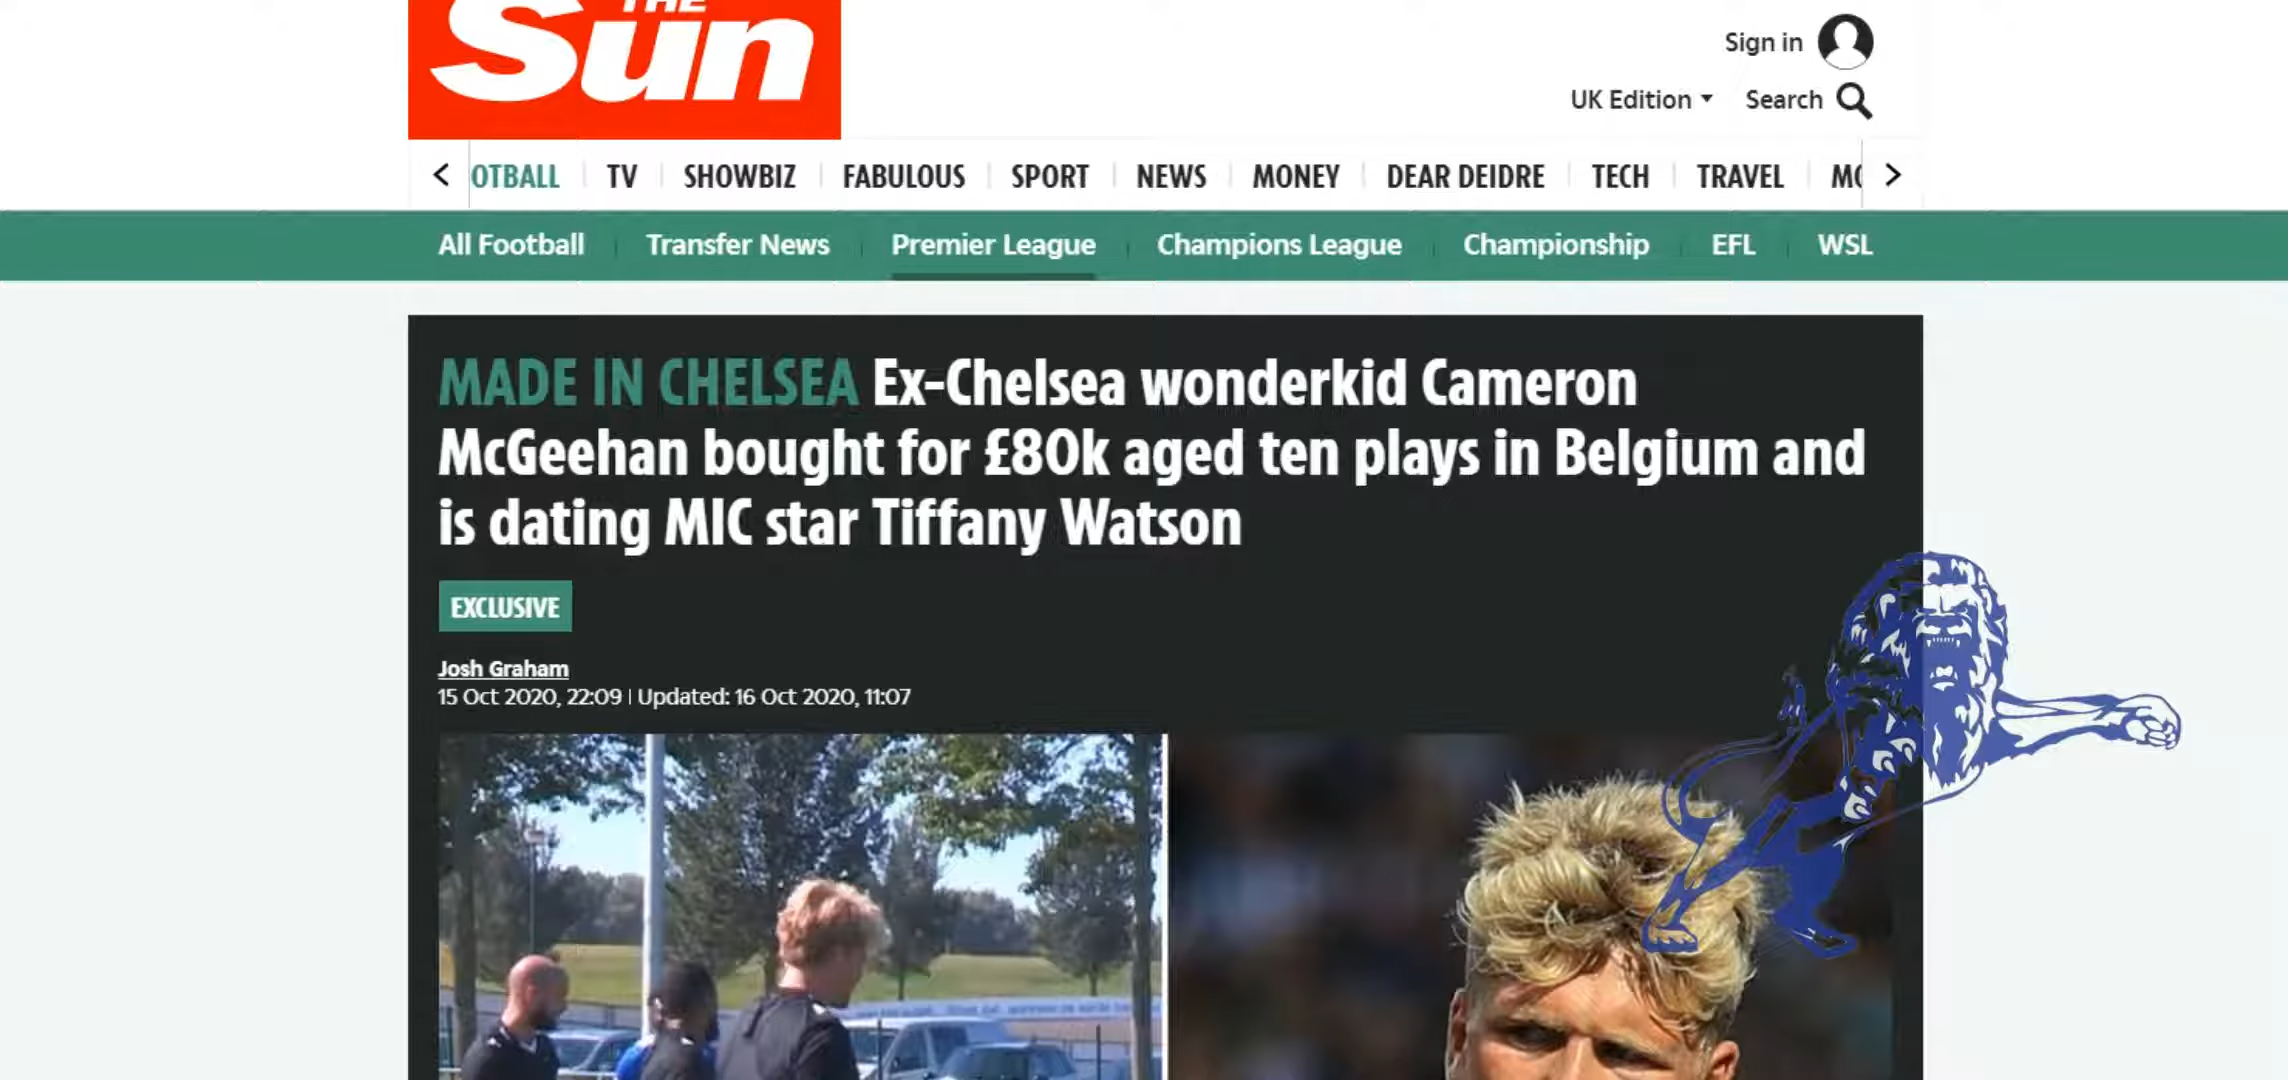 THE
Sun
Sign in
UK Edition Search
OTBALL TV SHOWBIZ FABULOUS SPORT NEWS MONEY DEAR DEIDRE TECH TRAVEL
All Football Transfer News Premier League Champions League Championship EFL WSL
MADE IN CHELSEA Ex-Chelsea wonderkid Cameron
McGeehan bought for £80k aged ten plays in Belgium and
is dating MIC star Tiffany Watson
EXCLUSIVE
Josh Graham
15 Oct 2020, 22:09 | Updated: 16 Oct 2020, 11:07